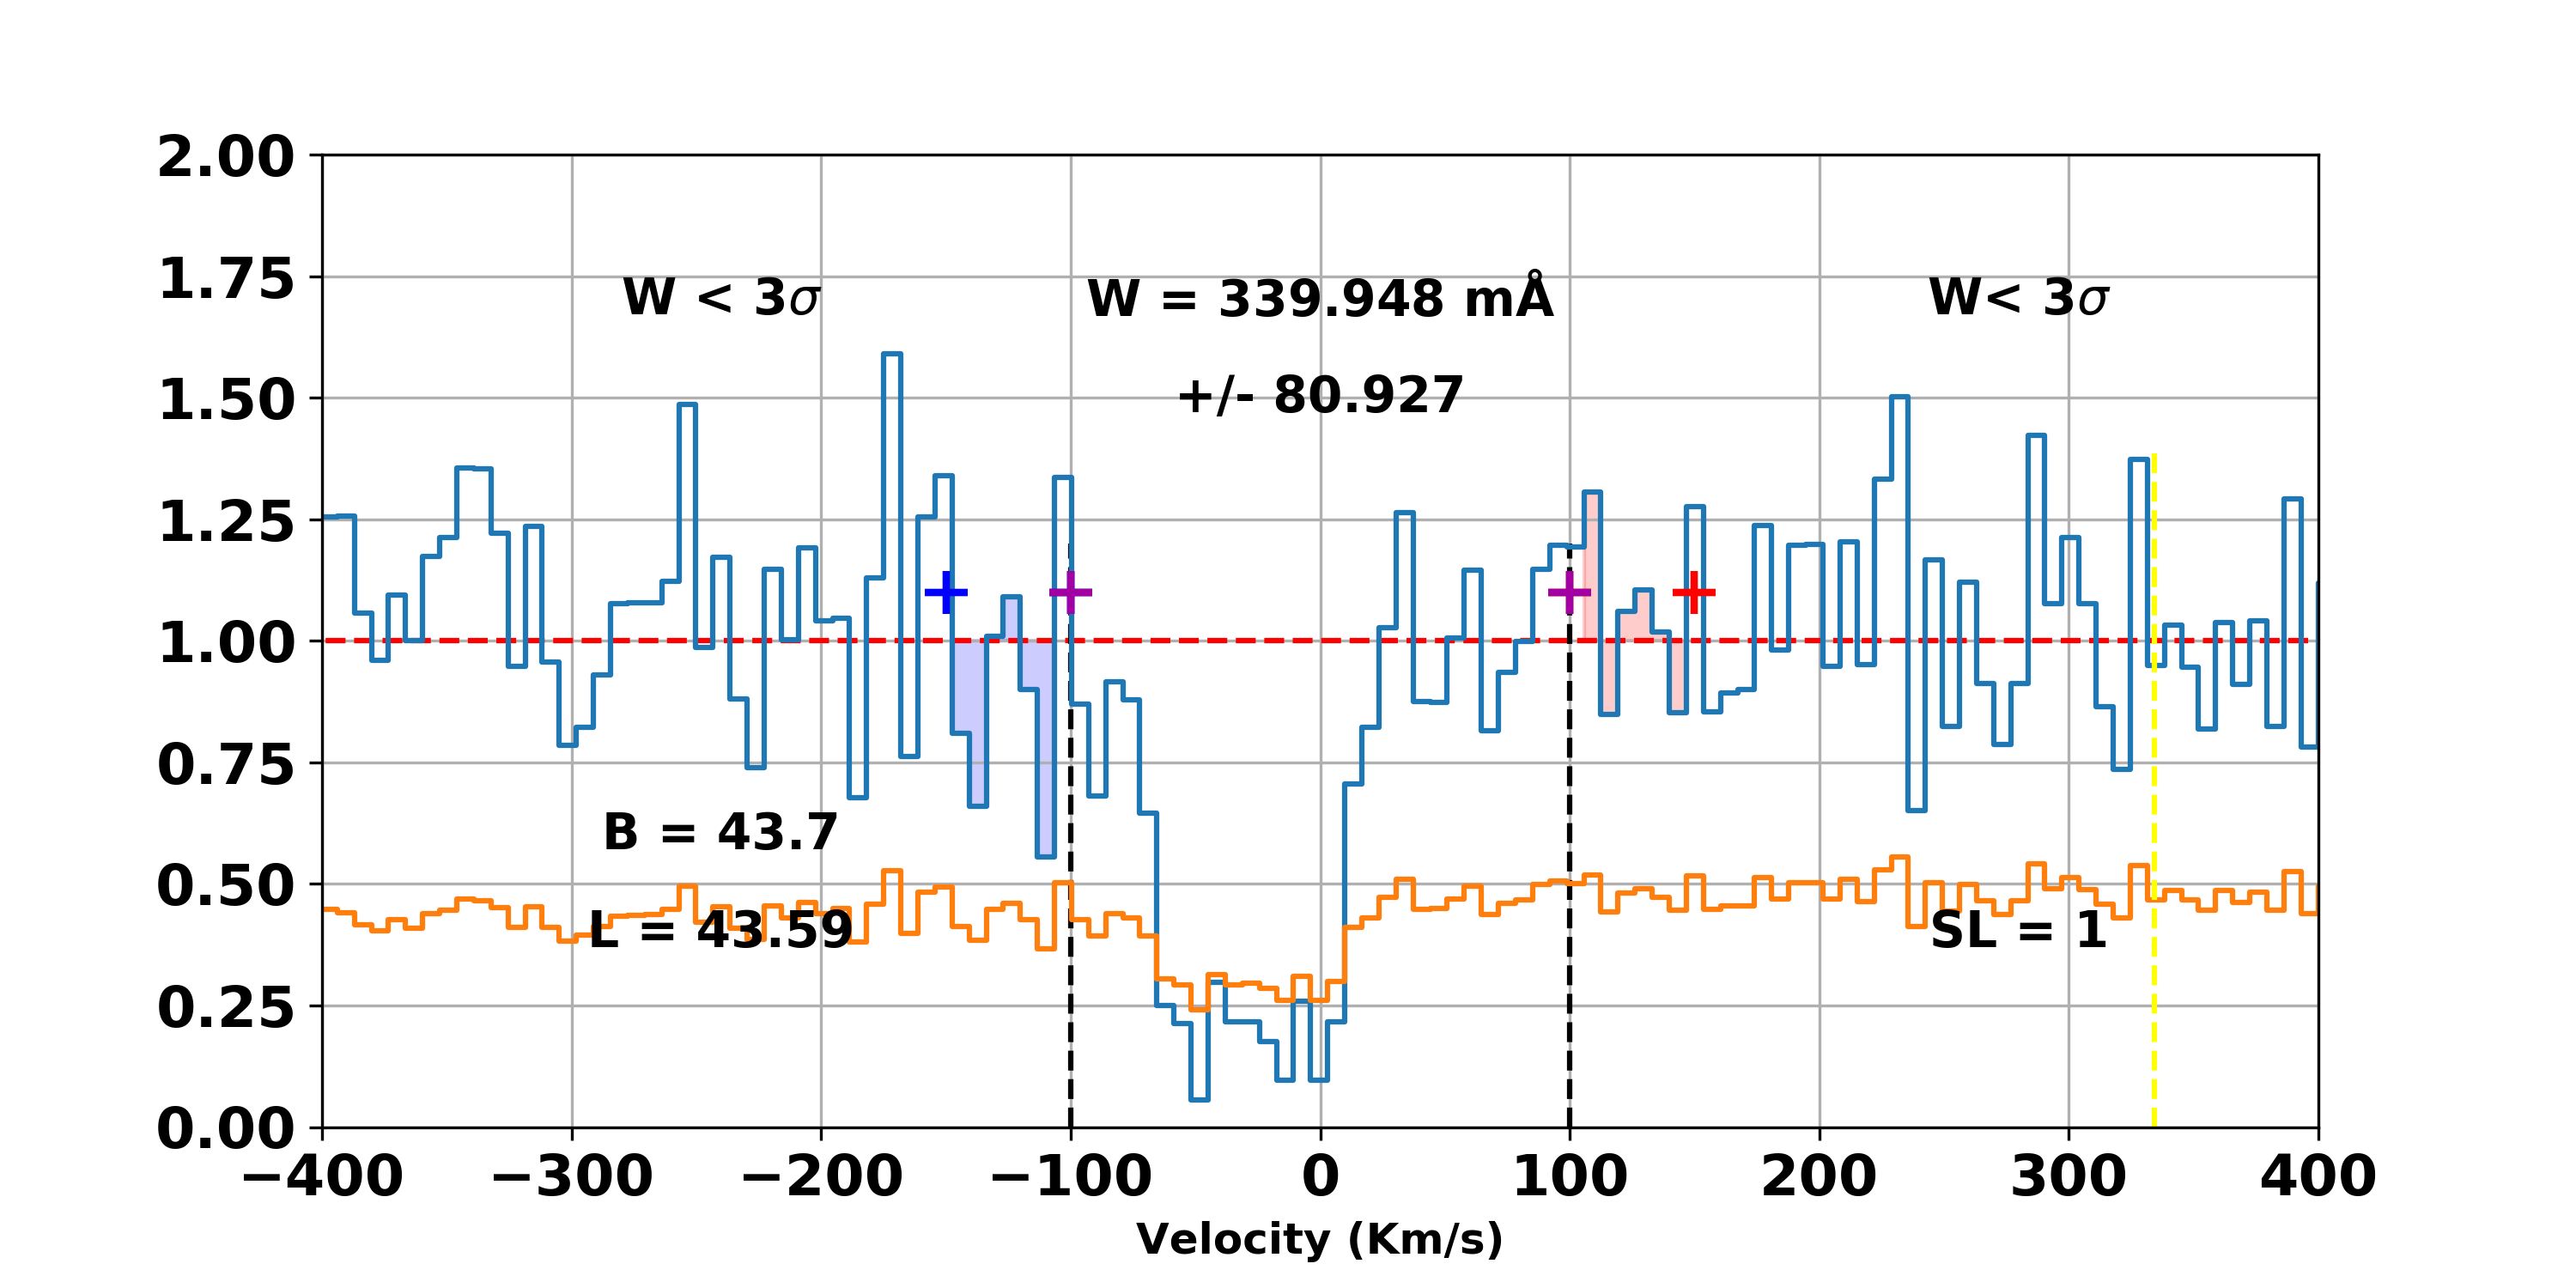 2.00
1.75
1.50
1.25
1.00
0.75
0.50
0.25
0.00
W < 3σ
W = 339.948 mÅ
W< 3σ
+/- 80.927
B = 43.7
L = 43.59
SL = 1
−400 −300 −200 −100 0 100 200 300 400
Velocity (Km/s)